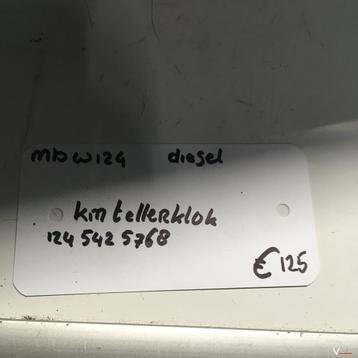 mb w124 diesel
km tellerklok
124 542 5768
€ 125